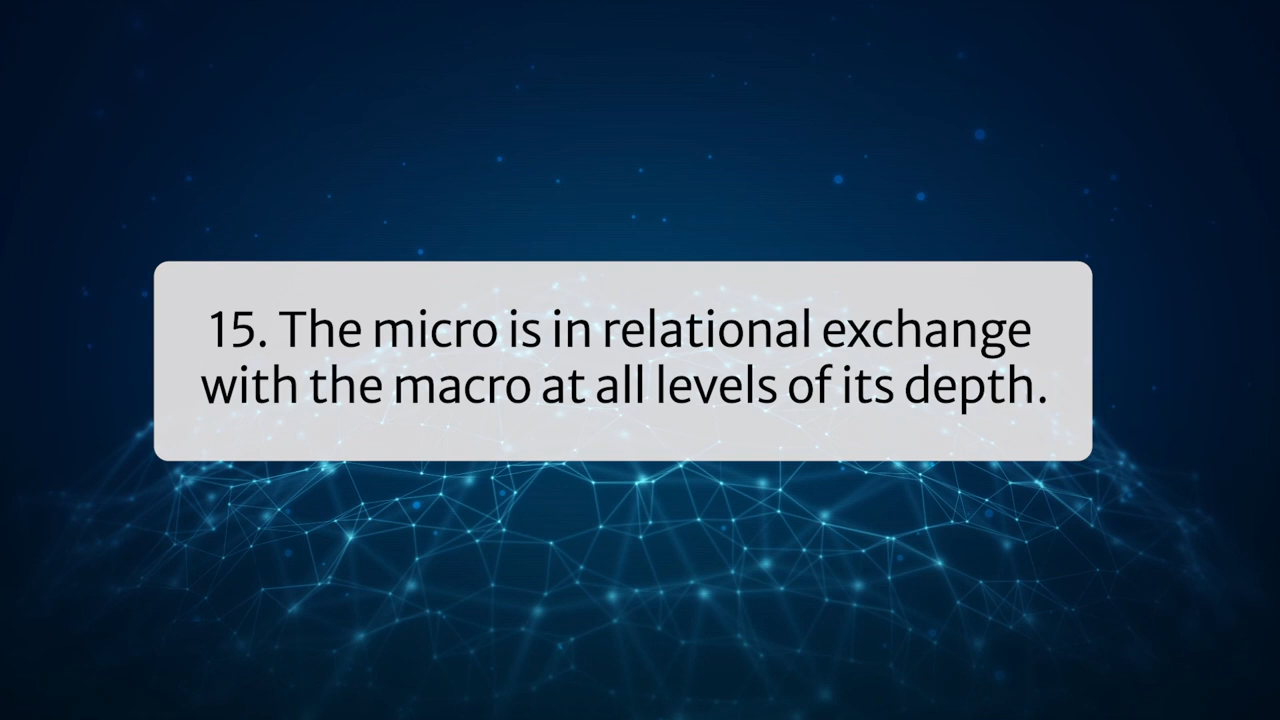 15. The micro is in relational exchange
with the macro at all levels of its depth.